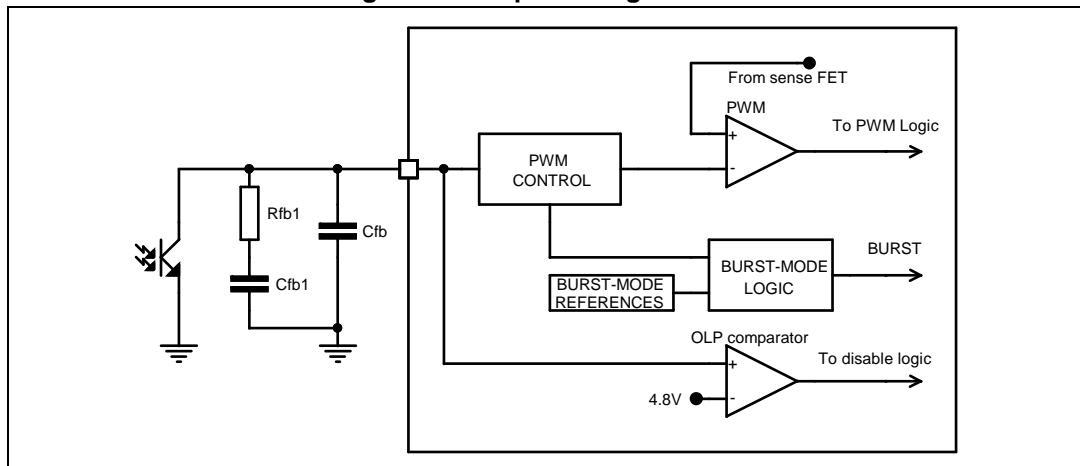 From sense FET
PWM
To PWM Logic
+
-
PWM
CONTROL
Rfb1
Cfb
Cfb1
BURST
BURST-MODE
LOGIC
BURST-MODE
REFERENCES
OLP comparator
To disable logic
+
4.8V
-